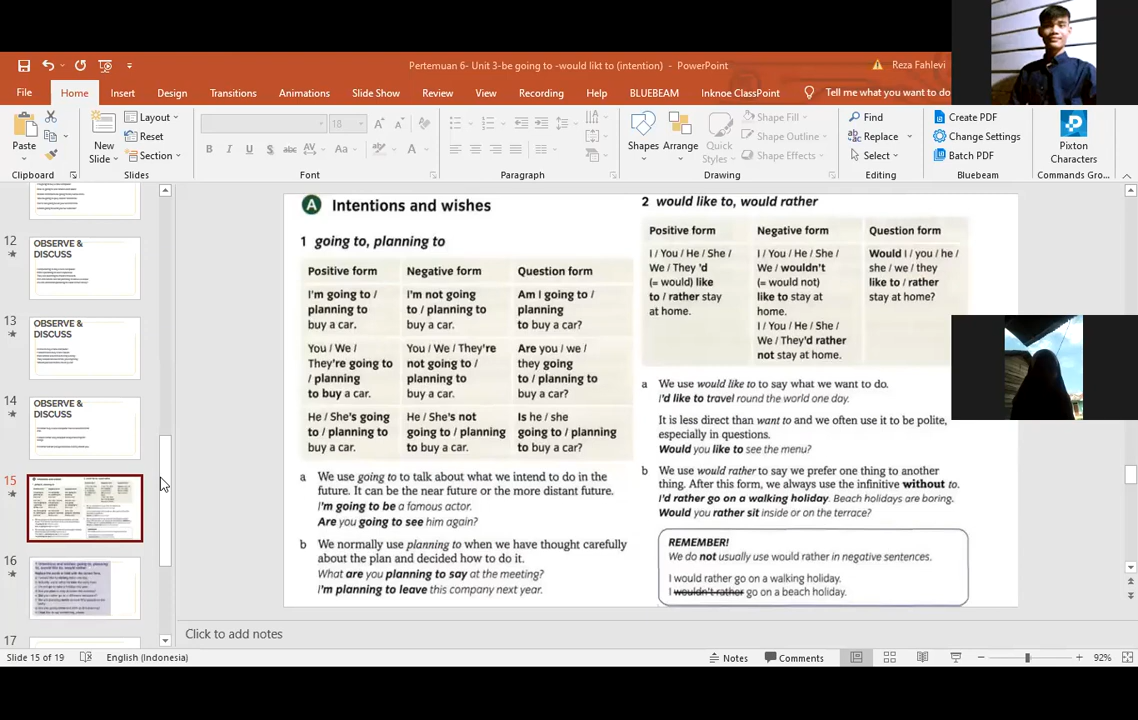 Pertemuan 6- Unit 3-be going to -would likt to (intention) - PowerPoint
Reza Fahlevi
File
Home
Insert
Design
Transitions
Animations
Slide Show
Review
View
Recording
Help
BLUEBEAM
Inknoe ClassPoint
Tell me what you want to do
Paste
Clipboard
New
Slide
Layout
Reset
Section
Slides
18
B
I
U
S
abc
AV
Aa
A
Font
Paragraph
Shapes
Arrange
Quick
Styles
Shape Fill
Shape Outline
Shape Effects
Drawing
Find
Replace
Select
Editing
Create PDF
Change Settings
Batch PDF
Bluebeam
Pixton
Characters
Commands Gro...
12
OBSERVE &
DISCUSS
13
OBSERVE &
DISCUSS
14
OBSERVE &
DISCUSS
15
16
17
A Intentions and wishes
1 going to, planning to
Positive form
Negative form
Question form
I'm going to /
planning to
buy a car.
I'm not going
to / planning to
buy a car.
Am I going to /
planning
to buy a car?
You / We /
They're going to
/ planning
to buy a car.
You / We / They're
not going to /
planning to
buy a car.
Are you / we /
they going
to / planning to
buy a car?
He / She's going
to / planning to
buy a car.
He / She's not
going to / planning
to buy a car.
Is he / she
going to / planning
to buy a car?
a We use going to to talk about what we intend to do in the
future. It can be the near future or the more distant future.
I'm going to be a famous actor.
Are you going to see him again?
b We normally use planning to when we have thought carefully
about the plan and decided how to do it.
What are you planning to say at the meeting?
I'm planning to leave this company next year.
2 would like to, would rather
Positive form
Negative form
Question form
I / You / He / She /
We / They 'd
(= would) like
to / rather stay
at home.
I / You / He / She /
We / wouldn't
(= would not)
like to stay at
home.
I / You / He / She /
We / They'd rather
not stay at home.
Would I / you / he /
she / we / they
like to / rather
stay at home?
a We use would like to to say what we want to do.
I'd like to travel round the world one day.
It is less direct than want to and we often use it to be polite,
especially in questions.
Would you like to see the menu?
b We use would rather to say we prefer one thing to another
thing. After this form, we always use the infinitive without to.
I'd rather go on a walking holiday. Beach holidays are boring.
Would you rather sit inside or on the terrace?
REMEMBER!
We do not usually use would rather in negative sentences.
I would rather go on a walking holiday.
I wouldn't rather go on a beach holiday.
Click to add notes
Slide 15 of 19
English (Indonesia)
Notes
Comments
92%